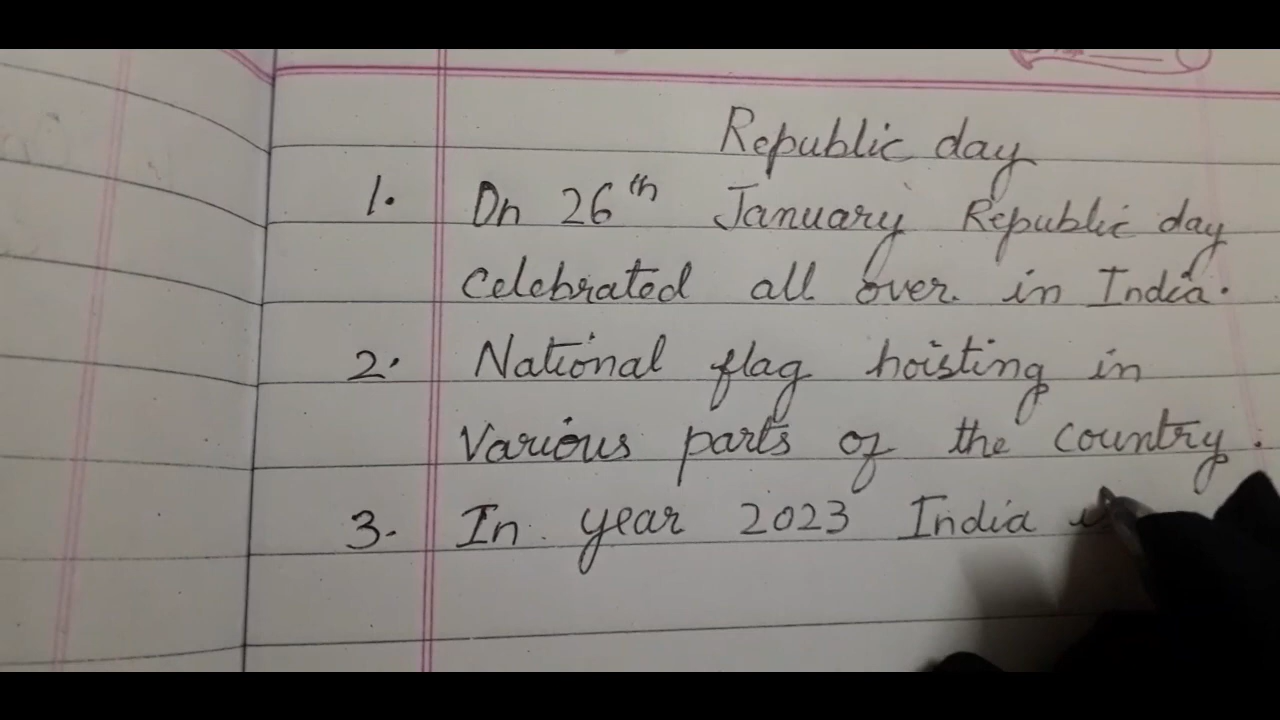 Republic day
1. On 26th January Republic day
celebrated all over. in India.
2. National flag hoisting in
Various parts of the country.
3. In year 2023 India